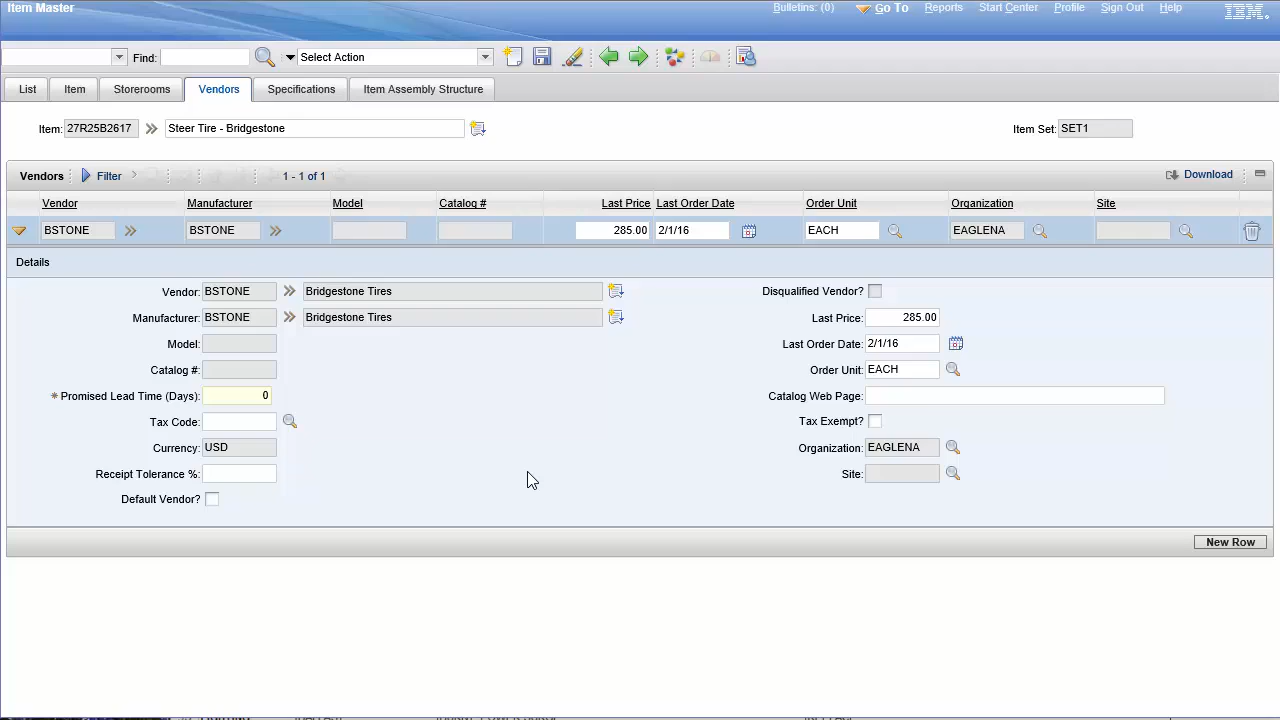 Item Master Bulletins: (0) Go To Reports Start Center Profile Sign Out Help IBM.
Find: Select Action
List Item Storerooms Vendors Specifications Item Assembly Structure
Item: 27R25B2617 Steer Tire - Bridgestone Item Set: SET1
Vendors Filter 1 - 1 of 1 Download
Vendor Manufacturer Model Catalog # Last Price Last Order Date Order Unit Organization Site
BSTONE BSTONE 285.00 2/1/16 EACH EAGLENA
Details
Vendor: BSTONE Bridgestone Tires Disqualified Vendor?
Manufacturer: BSTONE Bridgestone Tires Last Price: 285.00
Model: Last Order Date: 2/1/16
Catalog #: Order Unit: EACH
* Promised Lead Time (Days): 0 Catalog Web Page:
Tax Code: Tax Exempt?
Currency: USD Organization: EAGLENA
Receipt Tolerance %: Site:
Default Vendor?
New Row